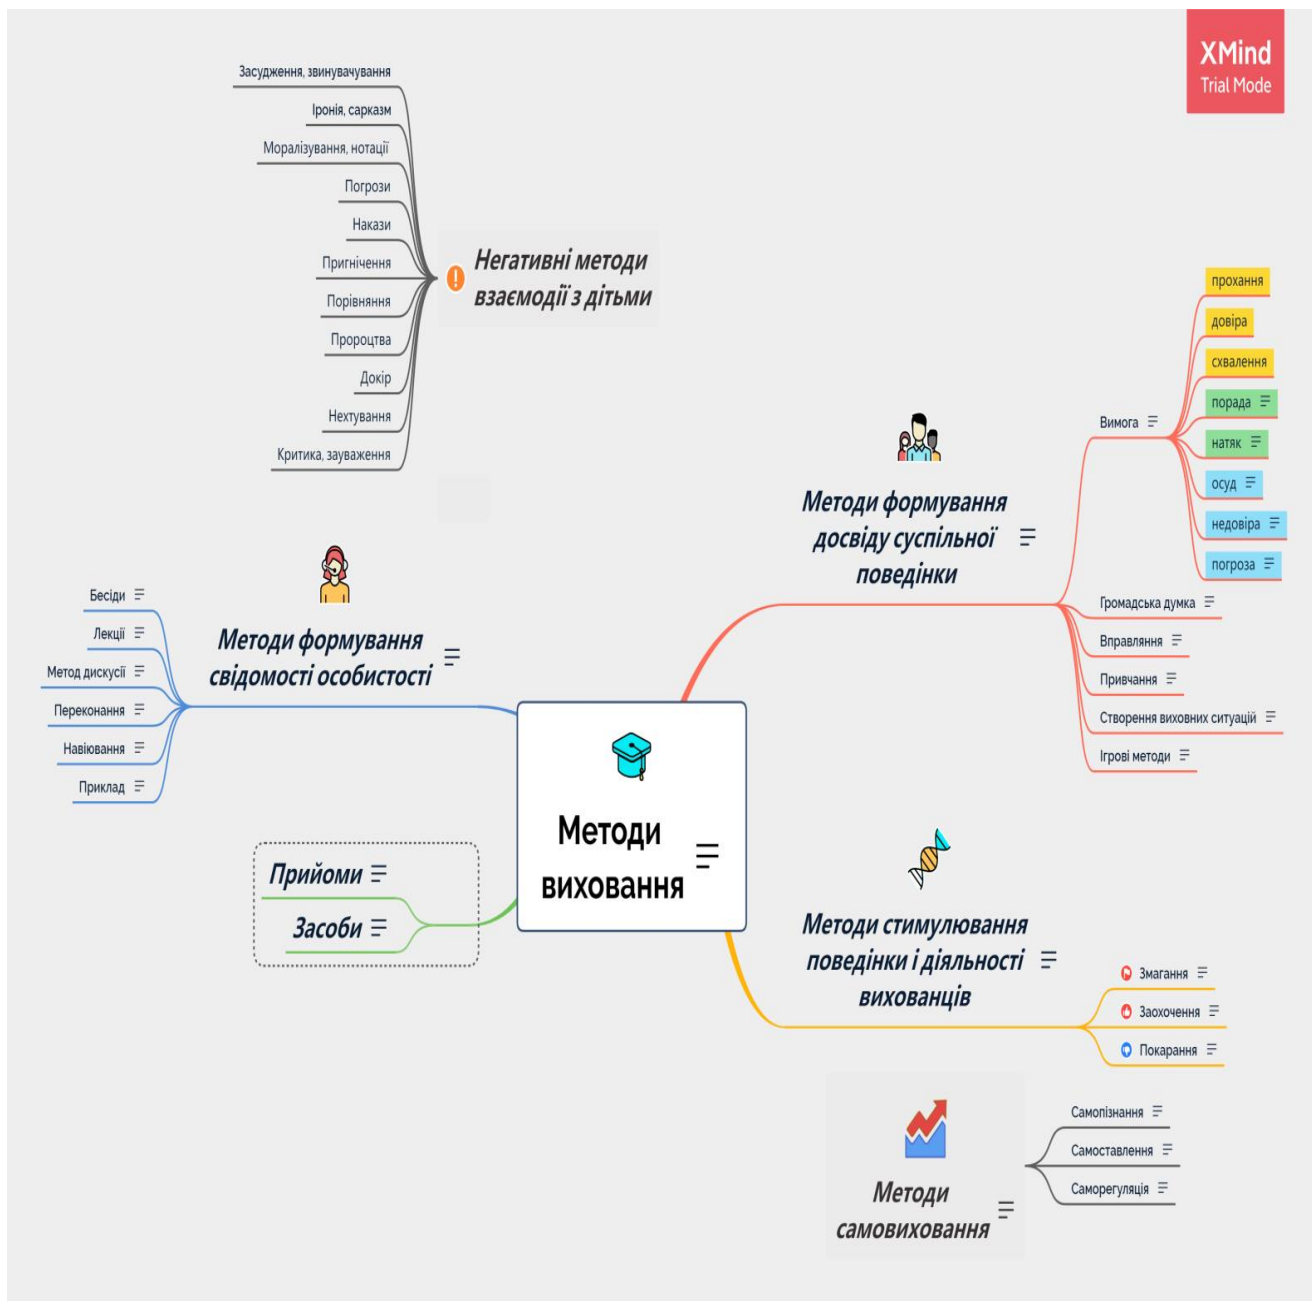 XMind
Trial Mode
Засудження, звинувачування
Іронія, сарказм
Моралізування, нотації
Погрози
Накази
Пригнічення
Порівняння
Пророцтва
Докір
Нехтування
Критика, зауваження
Негативні методи
взаємодії з дітьми
Методи формування
свідомості особистості
Бесіди
Лекції
Метод дискусії
Переконання
Навіювання
Приклад
Прийоми
Засоби
Методи
виховання
Методи формування
досвіду суспільної
поведінки
Вимога
прохання
довіра
схвалення
порада
натяк
осуд
недовіра
погроза
Громадська думка
Вправляння
Привчання
Створення виховних ситуацій
Ігрові методи
Методи стимулювання
поведінки і діяльності
вихованців
Змагання
Заохочення
Покарання
Методи
самовиховання
Самопізнання
Самоставлення
Саморегуляція